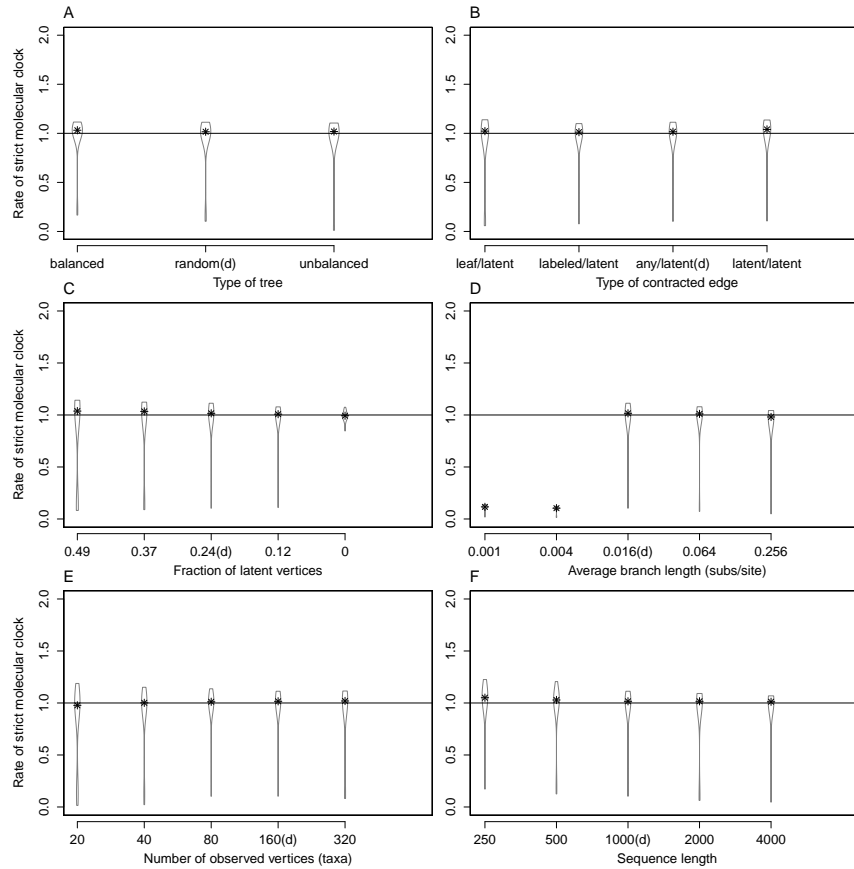 A
Rate of strict molecular clock
0.0 0.5 1.0 1.5 2.0
balanced random(d) unbalanced
Type of tree
B
0.0 0.5 1.0 1.5 2.0
leaf/latent labeled/latent any/latent(d) latent/latent
Type of contracted edge
C
Rate of strict molecular clock
0.0 0.5 1.0 1.5 2.0
0.49 0.37 0.24(d) 0.12 0
Fraction of latent vertices
D
0.0 0.5 1.0 1.5 2.0
0.001 0.004 0.016(d) 0.064 0.256
Average branch length (subs/site)
E
Rate of strict molecular clock
0.0 0.5 1.0 1.5 2.0
20 40 80 160(d) 320
Number of observed vertices (taxa)
F
0.0 0.5 1.0 1.5 2.0
250 500 1000(d) 2000 4000
Sequence length